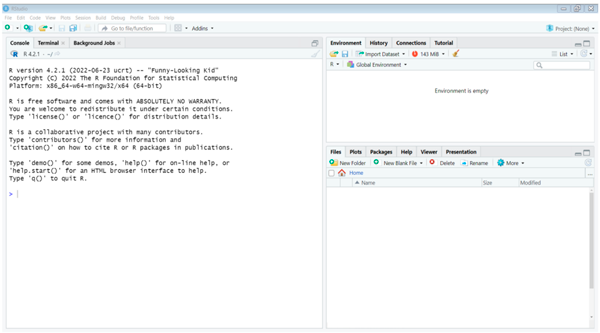 RStudio
File Edit Code View Plots Session Build Debug Profile Tools Help
Go to file/function Addins Project: (None)
Console Terminal Background Jobs
R 4.2.1 · ~/
R version 4.2.1 (2022-06-23 ucrt) -- "Funny-Looking Kid"
Copyright (C) 2022 The R Foundation for Statistical Computing
Platform: x86_64-w64-mingw32/x64 (64-bit)
R is free software and comes with ABSOLUTELY NO WARRANTY.
You are welcome to redistribute it under certain conditions.
Type 'license()' or 'licence()' for distribution details.
R is a collaborative project with many contributors.
Type 'contributors()' for more information and
'citation()' on how to cite R or R packages in publications.
Type 'demo()' for some demos, 'help()' for on-line help, or
'help.start()' for an HTML browser interface to help.
Type 'q()' to quit R.
>
Environment History Connections Tutorial
Import Dataset 143 MiB List
R Global Environment
Environment is empty
Files Plots Packages Help Viewer Presentation
New Folder New Blank File Delete Rename More
Home ...
Name Size Modified